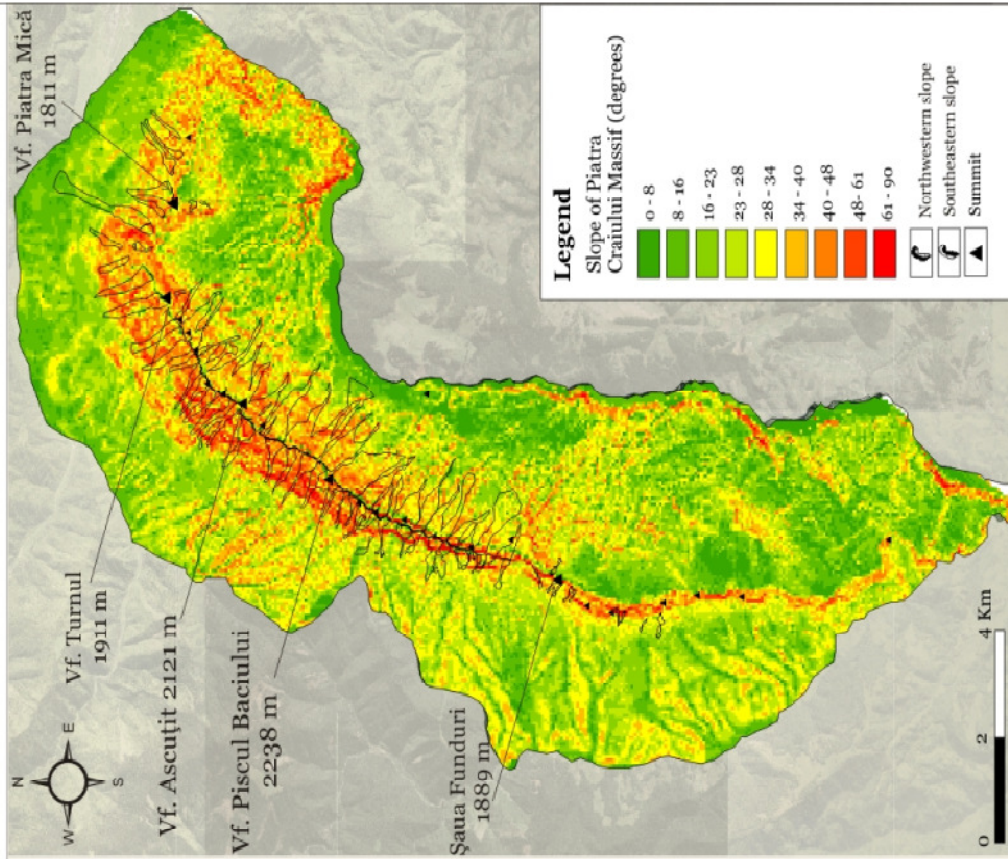 Vf. Piatra Mică
1811 m
N
W
E
S
Vf. Turnul
1911 m
Vf. Ascuțit 2121 m
Vf. Piscul Baciului
2238 m
Șaua Funduri
1889 m
Legend
Slope of Piatra
Craiului Massif (degrees)
0 - 8
8 - 16
16 - 23
23 - 28
28 - 34
34 - 40
40 - 48
48- 61
61 - 90
Northwestern slope
Southeastern slope
Summit
0 2 4 Km